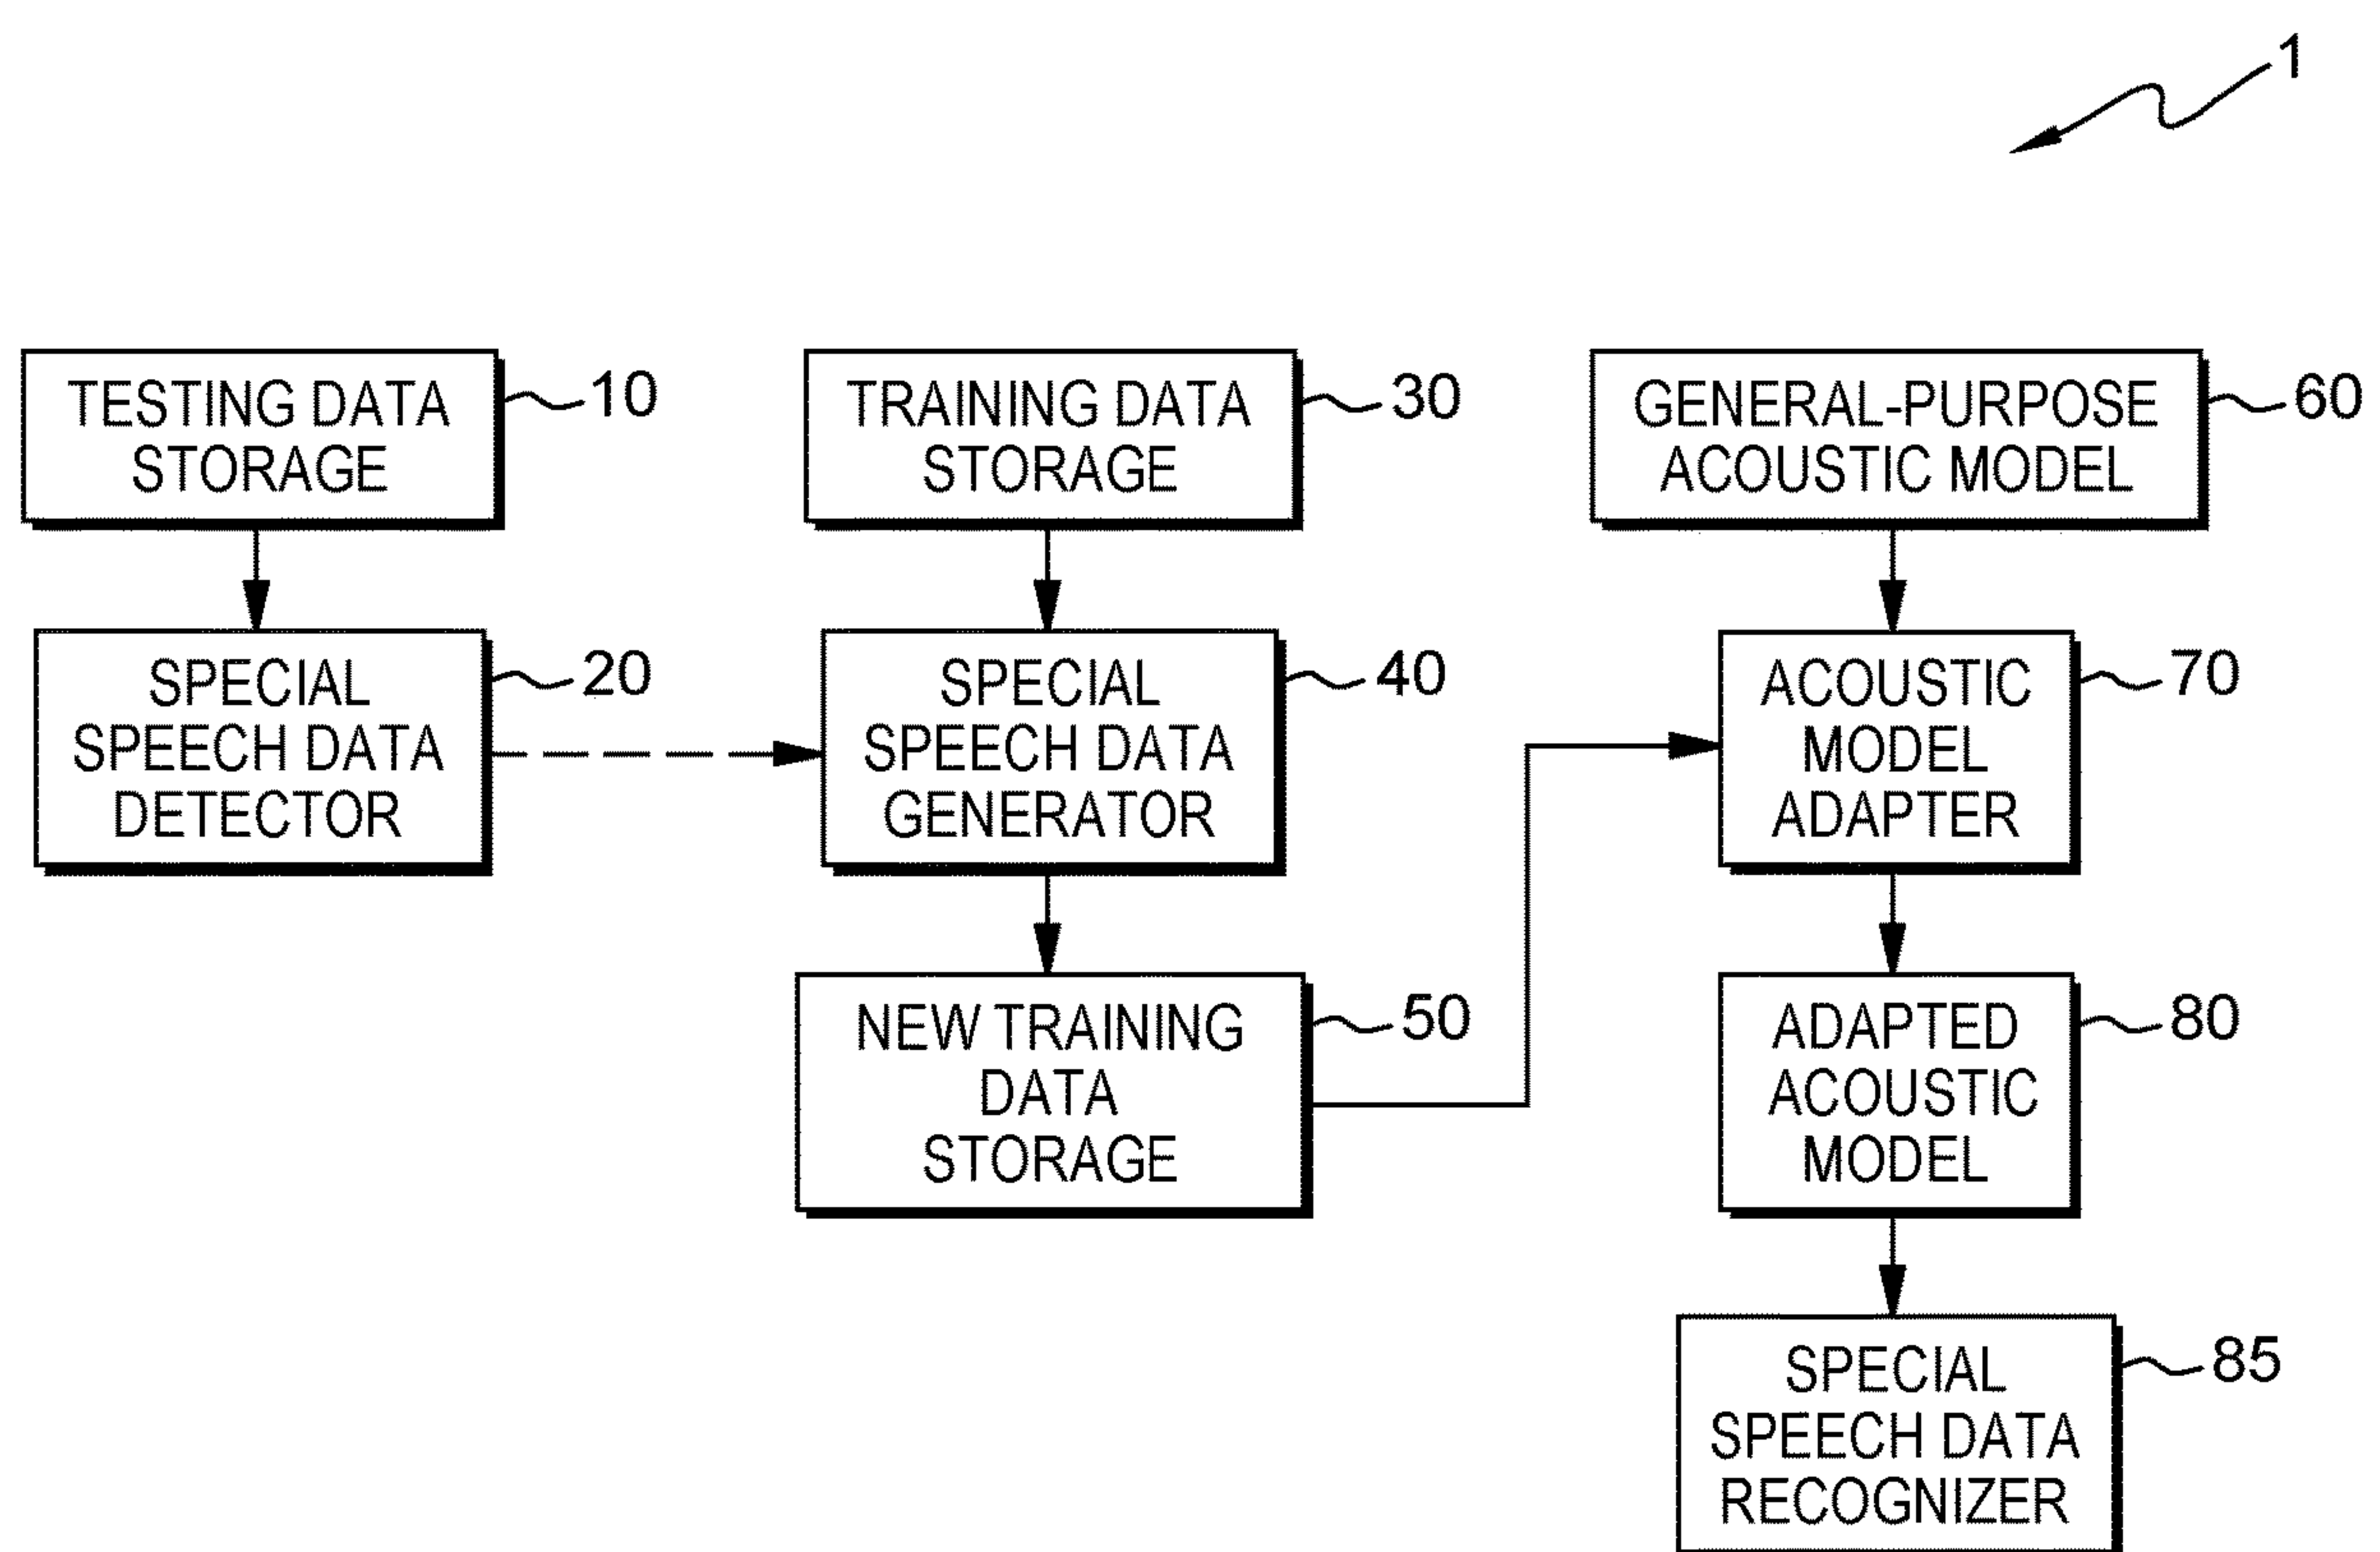 1
TESTING DATA
STORAGE
10
TRAINING DATA
STORAGE
30
GENERAL-PURPOSE
ACOUSTIC MODEL
60
SPECIAL
SPEECH DATA
DETECTOR
20
SPECIAL
SPEECH DATA
GENERATOR
40
ACOUSTIC
MODEL
ADAPTER
70
NEW TRAINING
DATA
STORAGE
50
ADAPTED
ACOUSTIC
MODEL
80
SPECIAL
SPEECH DATA
RECOGNIZER
85